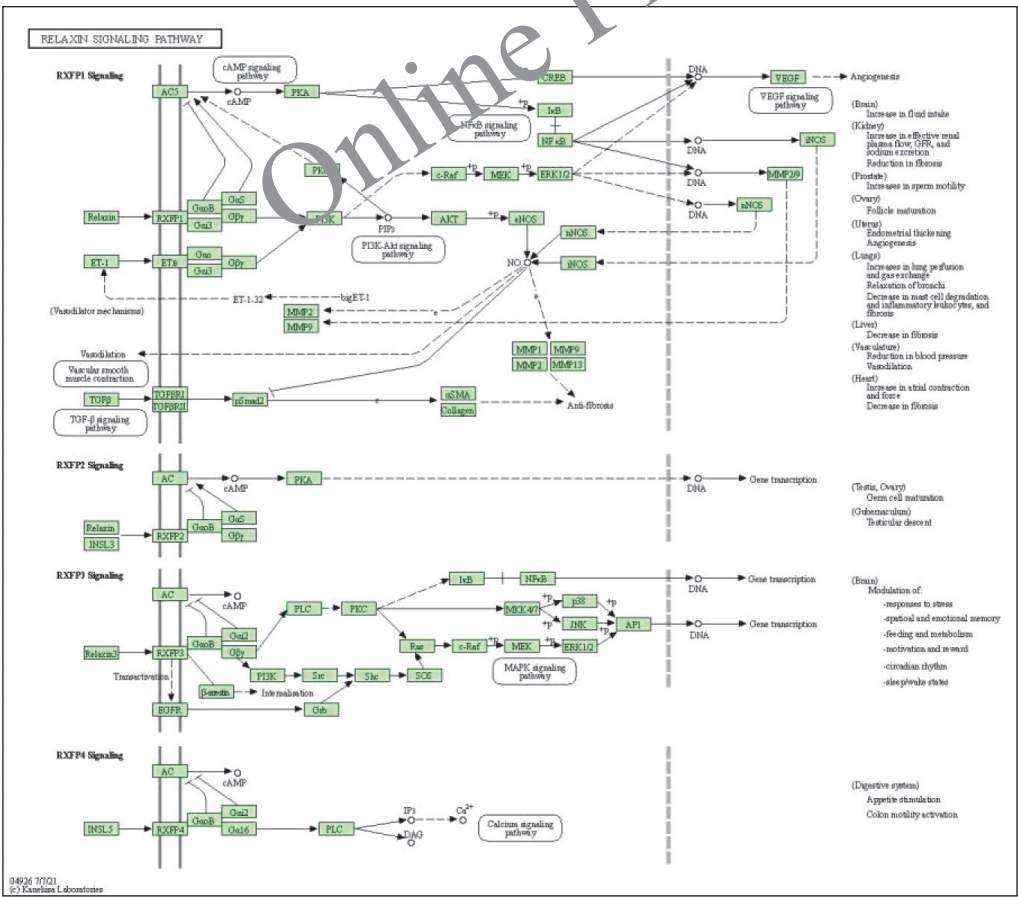 Online F
RELAXIN SIGNALING PATHWAY
RXFP1 Signaling
cAMP signaling
pathway
AC5
cAMP
PKA
CREB
DNA
VEGF
Angiogenesis
VEGF signaling
pathway
+p
IκB
NFκB signaling
pathway
NFκB
DNA
iNOS
c-Raf
+p
MEK
+p
ERK1/2
DNA
MMP2/9
DNA
nNOS
Relaxin
RXFP1
GαoB
GαS
Gαi3
Gβγ
PI3K
PIP3
AKT
+p
eNOS
PI3K-Akt signaling
pathway
nNOS
ET-1
ETB
Gαo
Gαi3
Gβγ
NO
iNOS
ET-1-32
bigET-1
(Vasodilator mechanisms)
MMP2
MMP9
e
e
MMP1
MMP9
MMP2
MMP13
Vasodilation
Vascular smooth
muscle contraction
TGFβ
TGFβRI
TGFβRII
pSmad2
e
αSMA
Collagen
Anti-fibrosis
TGF-β signaling
pathway
(Brain)
Increase in fluid intake
(Kidney)
Increase in effective renal
plasma flow, GFR, and
sodium excretion
Reduction in fibrosis
(Prostate)
Increases in sperm motility
(Ovary)
Follicle maturation
(Uterus)
Endometrial thickening
Angiogenesis
(Lungs)
Increases in lung perfusion
and gas exchange
Relaxation of bronchi
Decrease in mast cell degradation
and inflammatory leukocytes, and
fibrosis
(Liver)
Decrease in fibrosis
(Vasculature)
Reduction in blood pressure
Vasodilation
(Heart)
Increase in atrial contraction
and force
Decrease in fibrosis
RXFP2 Signaling
AC
cAMP
PKA
DNA
Gene transcription
Relaxin
INSL3
RXFP2
GαoB
GαS
Gβγ
(Testis, Ovary)
Germ cell maturation
(Gubernaculum)
Testicular descent
RXFP3 Signaling
AC
cAMP
PLC
PKC
IκB
NFκB
DNA
Gene transcription
MKK4/7
+p
p38
+p
+p
JNK
+p
AP1
DNA
Gene transcription
Relaxin3
RXFP3
GαoB
Gαi2
Gβγ
Ras
c-Raf
+p
MEK
+p
ERK1/2
+p
Transactivation
PI3K
Src
Shc
SOS
MAPK signaling
pathway
β-arrestin
Internalisation
EGFR
Grb
(Brain)
Modulation of:
-responses to stress
-spatioal and emotional memory
-feeding and metabolism
-motivation and reward
-circadian rhythm
-sleep/wake states
RXFP4 Signaling
AC
cAMP
INSL5
RXFP4
GαoB
Gαi2
Gα16
PLC
IP3
Ca2+
DAG
Calcium signaling
pathway
(Digestive system)
Appetite stimulation
Colon motility activation
04926 7/7/21
(c) Kanehisa Laboratories